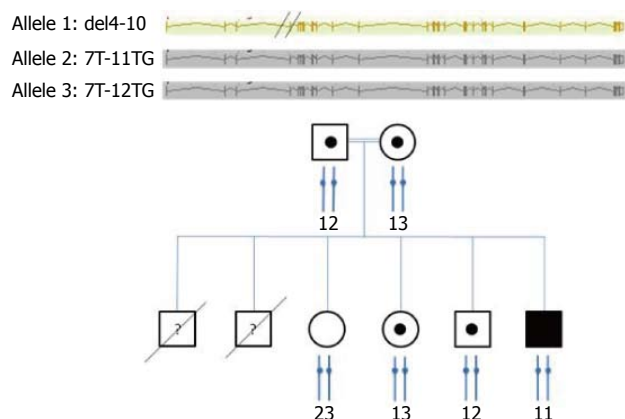 Allele 1: del4-10
Allele 2: 7T-11TG
Allele 3: 7T-12TG
12 13
? ?
23 13 12 11